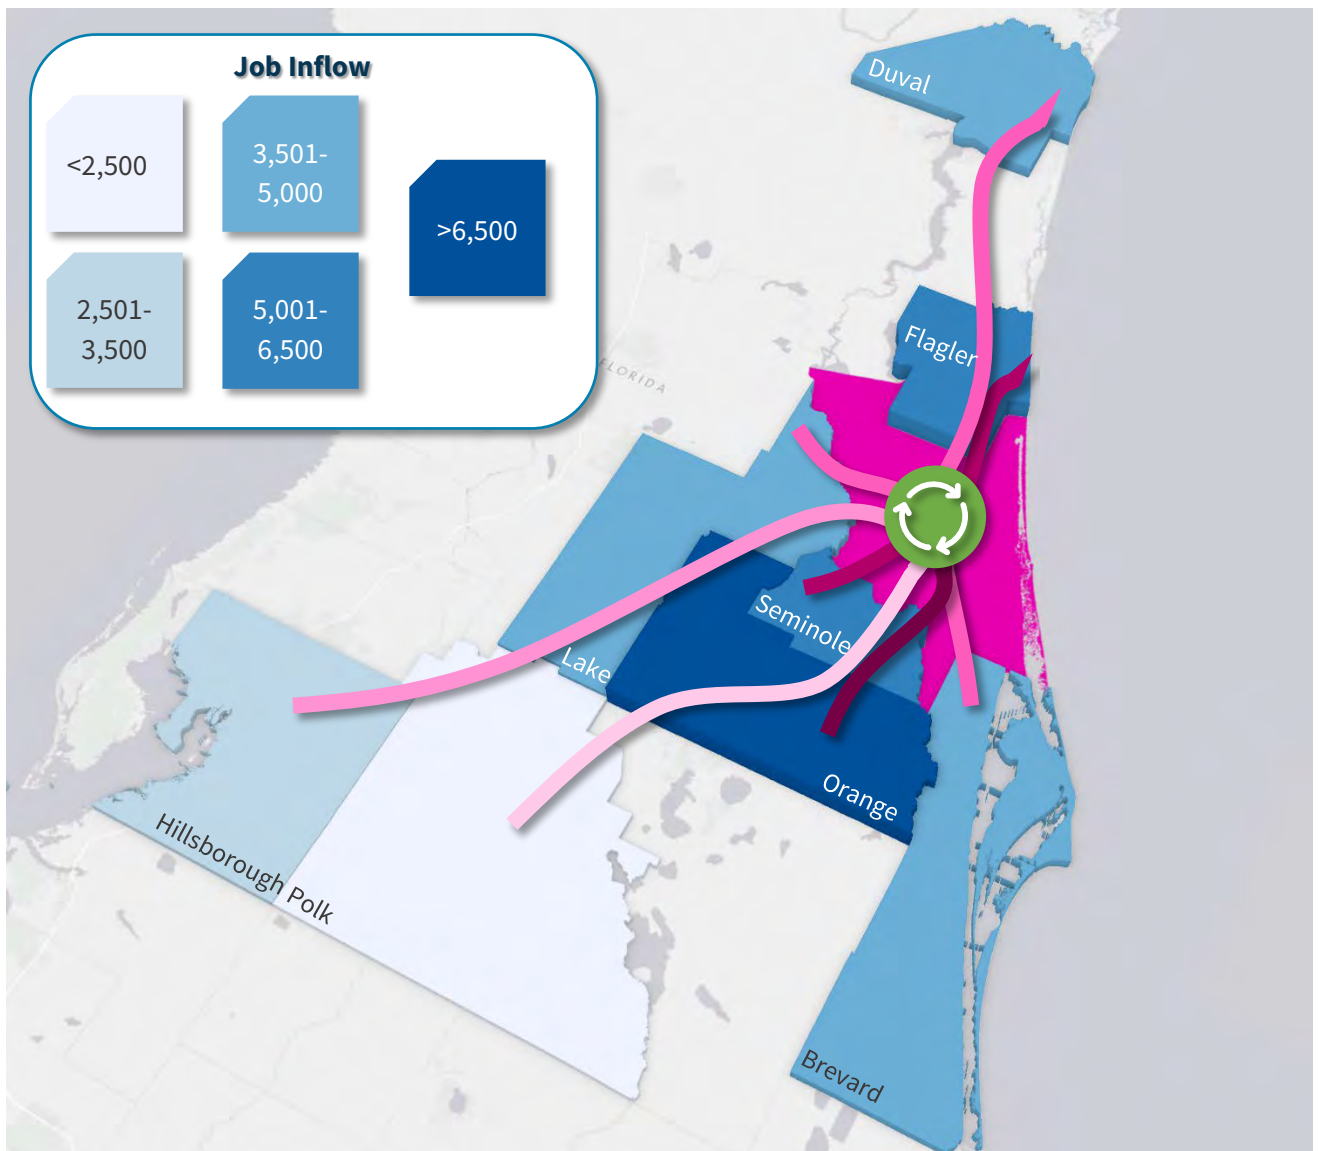 Job Inflow
<2,500
3,501-
5,000
>6,500
2,501-
3,500
5,001-
6,500
Duval
Flagler
FLORIDA
Seminole
Lake
Orange
Hillsborough
Polk
Brevard